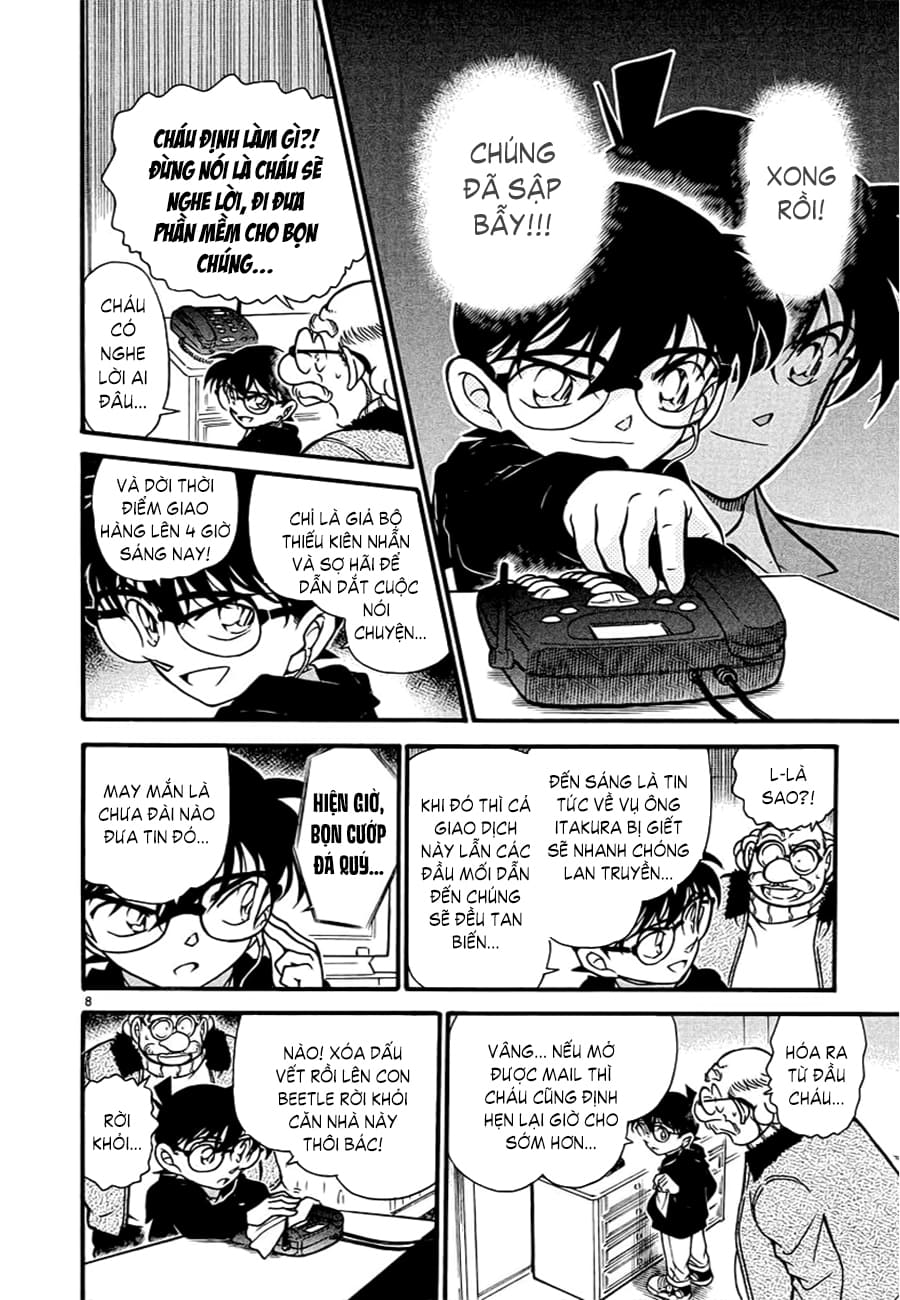 XONG
RỒI!
CHÚNG
ĐÃ SẬP
BẪY!!!
CHÁU ĐỊNH LÀM GÌ?!
ĐỪNG NÓI LÀ CHÁU SẼ
NGHE LỜI, ĐI ĐƯA
PHẦN MỀM CHO BỌN
CHÚNG...
CHÁU
CÓ
NGHE
LỜI AI
ĐÂU...
CHỈ LÀ GIẢ BỘ
THIẾU KIÊN NHẪN
VÀ SỢ HÃI ĐỂ
DẪN DẮT CUỘC
NÓI
CHUYỆN...
VÀ DỜI THỜI
ĐIỂM GIAO
HÀNG LÊN 4 GIỜ
SÁNG NAY!
L-LÀ
SAO?!
ĐẾN SÁNG LÀ TIN
TỨC VỀ VỤ ÔNG
ITAKURA BỊ GIẾT
SẼ NHANH CHÓNG
LAN TRUYỀN...
KHI ĐÓ THÌ CẢ
GIAO DỊCH
NÀY LẪN CÁC
ĐẦU MỐI DẪN
ĐẾN CHÚNG
SẼ ĐỀU TAN
BIẾN...
HIỆN GIỜ,
BỌN CƯỚP
ĐÁ QUÝ...
MAY MẮN LÀ
CHƯA ĐÀI NÀO
ĐƯA TIN ĐÓ...
8
HÓA RA
TỪ ĐẦU
CHÁU...
VÂNG... NẾU MỞ
ĐƯỢC MAIL THÌ
CHÁU CŨNG ĐỊNH
HẸN LẠI GIỜ CHO
SỚM HƠN...
NÀO! XÓA DẤU
VẾT RỒI LÊN CON
BEETLE RỜI KHỎI
CĂN NHÀ NÀY
THÔI BÁC!
RỜI
KHỎI...